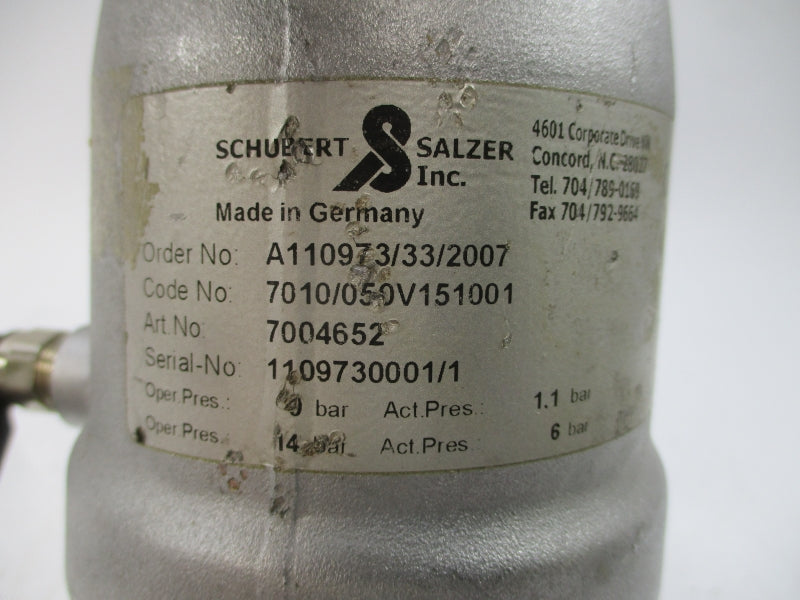 SCHUBERT & SALZER Inc.
4601 Corporate Drive NW
Concord, N.C. 28027
Tel. 704/789-0169
Fax 704/792-9664
Made in Germany
Order No: A110973/33/2007
Code No: 7010/050V151001
Art.No: 7004652
Serial-No: 1109730001/1
Oper.Pres.: bar Act.Pres.: 1.1 bar
Oper.Pres. 14 bar Act.Pres.: 6 bar